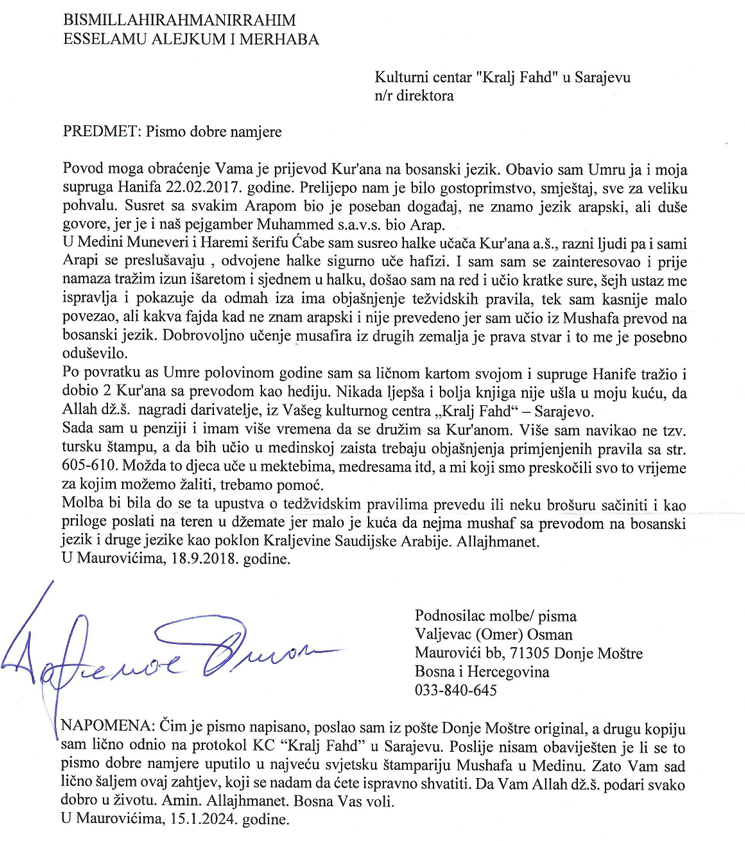 BISMILLAHIRAHMANIRRAHIM
ESSELAMU ALEJKUM I MERHABA
Kulturni centar "Kralj Fahd" u Sarajevu
n/r direktora
PREDMET: Pismo dobre namjere
Povod moga obraćenje Vama je prijevod Kur'ana na bosanski jezik. Obavio sam Umru ja i moja
supruga Hanifa 22.02.2017. godine. Prelijepo nam je bilo gostoprimstvo, smještaj, sve za veliku
pohvalu. Susret sa svakim Arapom bio je poseban događaj, ne znamo jezik arapski, ali duše
govore, jer je i naš pejgamber Muhammed s.a.v.s. bio Arap.
U Medini Muneveri i Haremi šerifu Ćabe sam susreo halke učača Kur'ana a.š., razni ljudi pa i sami
Arapi se preslušavaju , odvojene halke sigurno uče hafizi. I sam sam se zainteresovao i prije
namaza tražim izun išaretom i sjednem u halku, došao sam na red i učio kratke sure, šejh ustaz me
ispravlja i pokazuje da odmah iza ima objašnjenje težvidskih pravila, tek sam kasnije malo
povezao, ali kakva fajda kad ne znam arapski i nije prevedeno jer sam učio iz Mushafa prevod na
bosanski jezik. Dobrovoljno učenje musafira iz drugih zemalja je prava stvar i to me je posebno
oduševilo.
Po povratku as Umre polovinom godine sam sa ličnom kartom svojom i supruge Hanife tražio i
dobio 2 Kur'ana sa prevodom kao hediju. Nikada ljepša i bolja knjiga nije ušla u moju kuću, da
Allah dž.š. nagradi darivatelje, iz Vašeg kulturnog centra „Kralj Fahd“ – Sarajevo.
Sada sam u penziji i imam više vremena da se družim sa Kur'anom. Više sam navikao ne tzv.
tursku štampu, a da bih učio u medinskoj zaista trebaju objašnjenja primjenjenih pravila sa str.
605-610. Možda to djeca uče u mektebima, medresama itd, a mi koji smo preskočili svo to vrijeme
za kojim možemo žaliti, trebamo pomoć.
Molba bi bila do se ta upustva o tedžvidskim pravilima prevedu ili neku brošuru sačiniti i kao
priloge poslati na teren u džemate jer malo je kuća da nejma mushaf sa prevodom na bosanski
jezik i druge jezike kao poklon Kraljevine Saudijske Arabije. Allajhmanet.
U Maurovićima, 18.9.2018. godine.
Podnosilac molbe/ pisma
Valjevac (Omer) Osman
Maurovići bb, 71305 Donje Moštre
Bosna i Hercegovina
033-840-645
Osman
NAPOMENA: Čim je pismo napisano, poslao sam iz pošte Donje Moštre original, a drugu kopiju
sam lično odnio na protokol KC “Kralj Fahd” u Sarajevu. Poslije nisam obaviješten je li se to
pismo dobre namjere uputilo u najveću svjetsku štampariju Mushafa u Medinu. Zato Vam sad
lično šaljem ovaj zahtjev, koji se nadam da ćete ispravno shvatiti. Da Vam Allah dž.š. podari svako
dobro u životu. Amin. Allajhmanet. Bosna Vas voli.
U Maurovićima, 15.1.2024. godine.